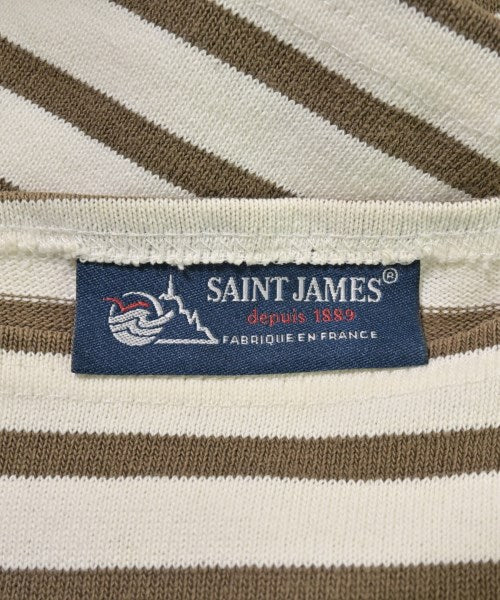 SAINT JAMES®
depuis 1889
FABRIQUE EN FRANCE